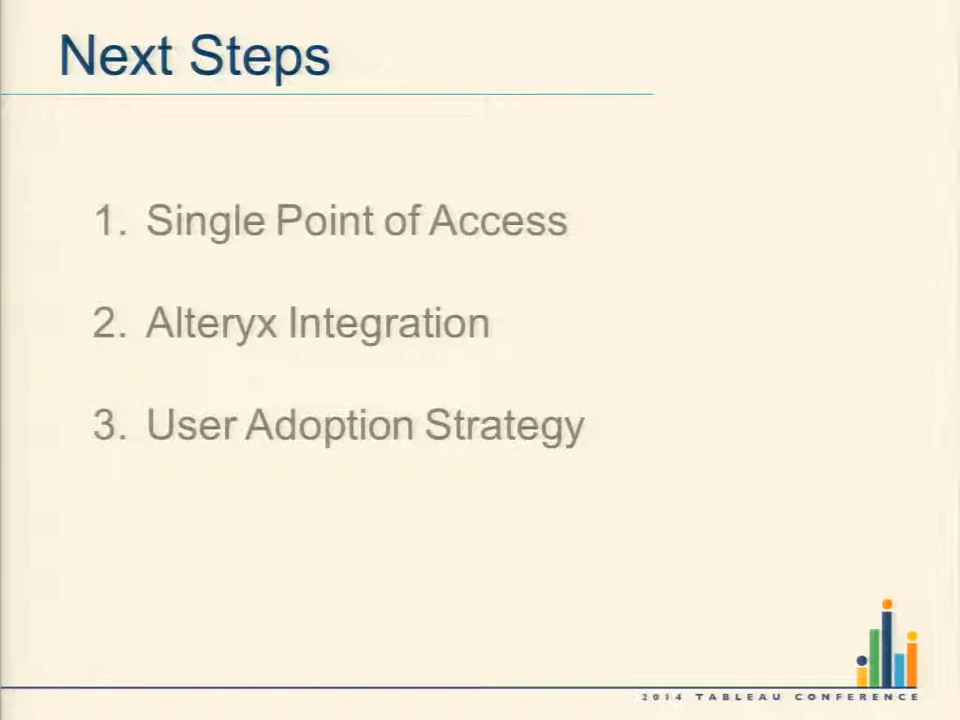 Next Steps
1. Single Point of Access
2. Alteryx Integration
3. User Adoption Strategy
2014 TABLEAU CONFERENCE